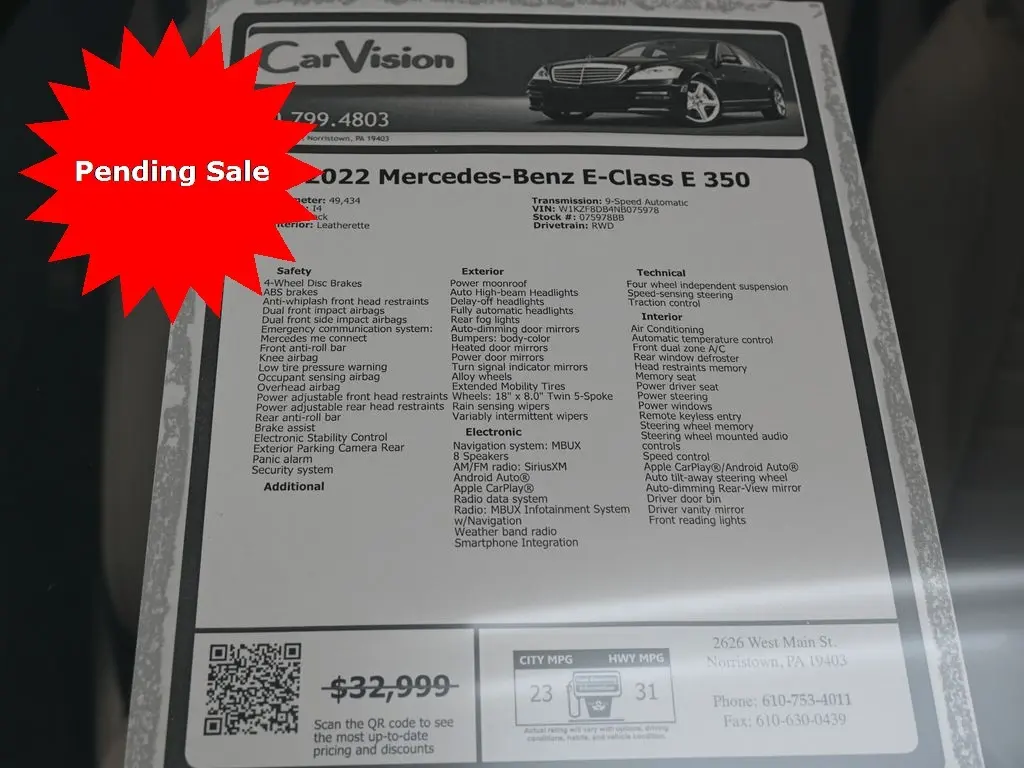 CarVision
799.4803
Norristown, PA 19403
Pending Sale
2022 Mercedes-Benz E-Class E 350
49,434
I4
Leatherette
Transmission: 9-Speed Automatic
VIN: W1KZF8DB4NB075978
Stock #: 075978BB
Drivetrain: RWD
Safety
4-Wheel Disc Brakes
ABS brakes
Anti-whiplash front head restraints
Dual front impact airbags
Dual front side impact airbags
Emergency communication system:
Mercedes me connect
Front anti-roll bar
Knee airbag
Low tire pressure warning
Occupant sensing airbag
Overhead airbag
Power adjustable front head restraints
Power adjustable rear head restraints
Rear anti-roll bar
Brake assist
Electronic Stability Control
Exterior Parking Camera Rear
Panic alarm
Security system
Additional
Exterior
Power moonroof
Auto High-beam Headlights
Delay-off headlights
Fully automatic headlights
Rear fog lights
Auto-dimming door mirrors
Bumpers: body-color
Heated door mirrors
Power door mirrors
Turn signal indicator mirrors
Alloy wheels
Extended Mobility Tires
Wheels: 18" x 8.0" Twin 5-Spoke
Rain sensing wipers
Variably intermittent wipers
Electronic
Navigation system: MBUX
8 Speakers
AM/FM radio: SiriusXM
Android Auto®
Apple CarPlay®
Radio data system
Radio: MBUX Infotainment System
w/Navigation
Weather band radio
Smartphone Integration
Technical
Four wheel independent suspension
Speed-sensing steering
Traction control
Interior
Air Conditioning
Automatic temperature control
Front dual zone A/C
Rear window defroster
Head restraints memory
Memory seat
Power driver seat
Power steering
Power windows
Remote keyless entry
Steering wheel memory
Steering wheel mounted audio
controls
Speed control
Apple CarPlay®/Android Auto®
Auto tilt-away steering wheel
Auto-dimming Rear-View mirror
Driver door bin
Driver vanity mirror
Front reading lights
$32,999
Scan the QR code to see
the most up-to-date
pricing and discounts
CITY MPG
HWY MPG
23
31
Actual rating will vary with options, driving
conditions, habits, and vehicle condition.
2626 West Main St.
Norristown, PA 19403
Phone: 610-753-4011
Fax: 610-630-0439